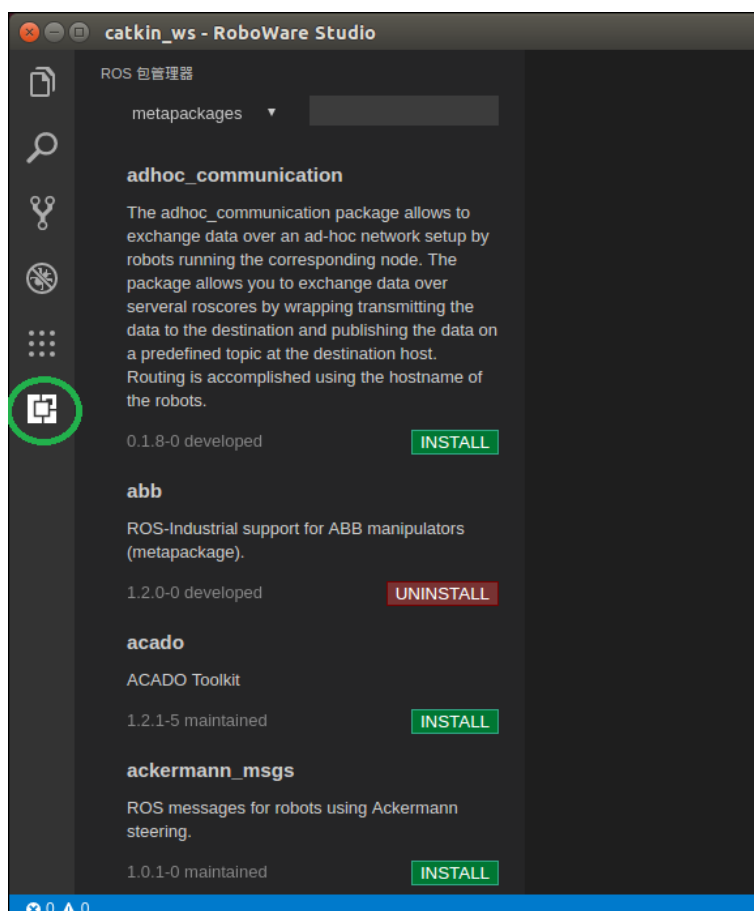 catkin_ws - RoboWare Studio
ROS 包管理器
metapackages
adhoc_communication
The adhoc_communication package allows to
exchange data over an ad-hoc network setup by
robots running the corresponding node. The
package allows you to exchange data over
serveral roscores by wrapping transmitting the
data to the destination and publishing the data on
a predefined topic at the destination host.
Routing is accomplished using the hostname of
the robots.
0.1.8-0 developed INSTALL
abb
ROS-Industrial support for ABB manipulators
(metapackage).
1.2.0-0 developed UNINSTALL
acado
ACADO Toolkit
1.2.1-5 maintained INSTALL
ackermann_msgs
ROS messages for robots using Ackermann
steering.
1.0.1-0 maintained INSTALL
0 0